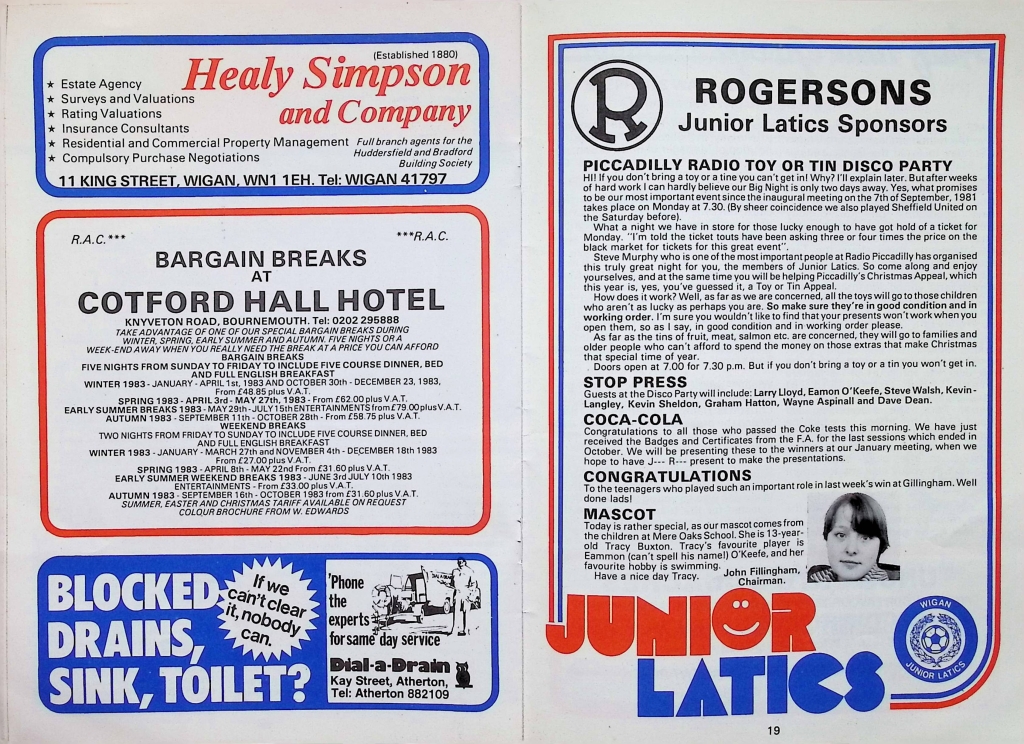 (Established 1880)
Healy Simpson
and Company
★ Estate Agency
★ Surveys and Valuations
★ Rating Valuations
★ Insurance Consultants
★ Residential and Commercial Property Management
★ Compulsory Purchase Negotiations
Full branch agents for the
Huddersfield and Bradford
Building Society
11 KING STREET, WIGAN, WN1 1EH. Tel: WIGAN 41797
R.A.C.*** ***R.A.C.
BARGAIN BREAKS
AT
COTFORD HALL HOTEL
KNYVETON ROAD, BOURNEMOUTH. Tel: 0202 295888
TAKE ADVANTAGE OF ONE OF OUR SPECIAL BARGAIN BREAKS DURING
WINTER, SPRING, EARLY SUMMER AND AUTUMN. FIVE NIGHTS OR A
WEEK-END AWAY WHEN YOU REALLY NEED THE BREAK AT A PRICE YOU CAN AFFORD
BARGAIN BREAKS
FIVE NIGHTS FROM SUNDAY TO FRIDAY TO INCLUDE FIVE COURSE DINNER, BED
AND FULL ENGLISH BREAKFAST
WINTER 1983 - JANUARY - APRIL 1st, 1983 AND OCTOBER 30th - DECEMBER 23, 1983,
From £48.85 plus V.A.T.
SPRING 1983 - APRIL 3rd - MAY 27th, 1983 - From £62.00 plus V.A.T.
EARLY SUMMER BREAKS 1983 - MAY 29th - JULY 15th ENTERTAINMENTS from £79.00 plus V.A.T.
AUTUMN 1983 - SEPTEMBER 11th - OCTOBER 28th - From £58.75 plus V.A.T.
WEEKEND BREAKS
TWO NIGHTS FROM FRIDAY TO SUNDAY TO INCLUDE FIVE COURSE DINNER, BED
AND FULL ENGLISH BREAKFAST
WINTER 1983 - JANUARY - MARCH 27th and NOVEMBER 4th - DECEMBER 18th 1983
From £27.00 plus V.A.T.
SPRING 1983 - APRIL 8th - MAY 22nd From £31.60 plus V.A.T.
EARLY SUMMER WEEKEND BREAKS 1983 - JUNE 3rd JULY 10th 1983
ENTERTAINMENTS - From £33.00 plus V.A.T.
AUTUMN 1983 - SEPTEMBER 16th - OCTOBER 1983 from £31.60 plus V.A.T.
SUMMER, EASTER AND CHRISTMAS TARIFF AVAILABLE ON REQUEST
COLOUR BROCHURE FROM W. EDWARDS
BLOCKED
DRAINS,
SINK, TOILET?
If we
can't clear
it, nobody
can.
'Phone
the
experts
for same day service
Dial-a-Drain
Kay Street, Atherton,
Tel: Atherton 882109
R
ROGERSONS
Junior Latics Sponsors
PICCADILLY RADIO TOY OR TIN DISCO PARTY
HI! If you don't bring a toy or a tine you can't get in! Why? I'll explain later. But after weeks
of hard work I can hardly believe our Big Night is only two days away. Yes, what promises
to be our most important event since the inaugural meeting on the 7th of September, 1981
takes place on Monday at 7.30. (By sheer coincidence we also played Sheffield United on
the Saturday before).
What a night we have in store for those lucky enough to have got hold of a ticket for
Monday. "I'm told the ticket touts have been asking three or four times the price on the
black market for tickets for this great event".
Steve Murphy who is one of the most important people at Radio Piccadilly has organised
this truly great night for you, the members of Junior Latics. So come along and enjoy
yourselves, and at the same time you will be helping Piccadilly's Christmas Appeal, which
this year is, yes, you've guessed it, a Toy or Tin Appeal.
How does it work? Well, as far as we are concerned, all the toys will go to those children
who aren't as lucky as perhaps you are. So make sure they're in good condition and in
working order. I'm sure you wouldn't like to find that your presents won't work when you
open them, so as I say, in good condition and in working order please.
As far as the tins of fruit, meat, salmon etc. are concerned, they will go to families and
older people who can't afford to spend the money on those extras that make Christmas
that special time of year.
Doors open at 7.00 for 7.30 p.m. But if you don't bring a toy or a tin you won't get in.
STOP PRESS
Guests at the Disco Party will include: Larry Lloyd, Eamon O'Keefe, Steve Walsh, Kevin-
Langley, Kevin Sheldon, Graham Hatton, Wayne Aspinall and Dave Dean.
COCA-COLA
Congratulations to all those who passed the Coke tests this morning. We have just
received the Badges and Certificates from the F.A. for the last sessions which ended in
October. We will be presenting these to the winners at our January meeting, when we
hope to have J--- R--- present to make the presentations.
CONGRATULATIONS
To the teenagers who played such an important role in last week's win at Gillingham. Well
done lads!
MASCOT
Today is rather special, as our mascot comes from
the children at Mere Oaks School. She is 13-year-
old Tracy Buxton. Tracy's favourite player is
Eammon (can't spell his name!) O'Keefe, and her
favourite hobby is swimming.
Have a nice day Tracy.
John Fillingham,
Chairman.
JUNIOR
LATICS
WIGAN
JUNIOR LATICS
19